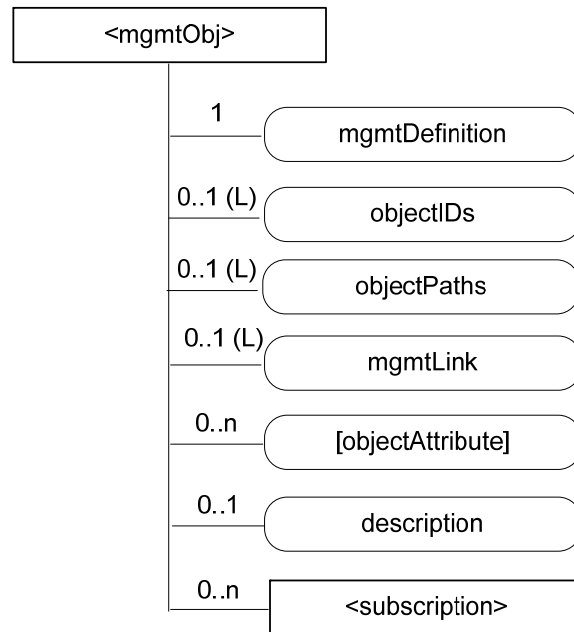 <mgmtObj>
1
mgmtDefinition
0..1 (L)
objectIDs
0..1 (L)
objectPaths
0..1 (L)
mgmtLink
0..n
[objectAttribute]
0..1
description
0..n
<subscription>